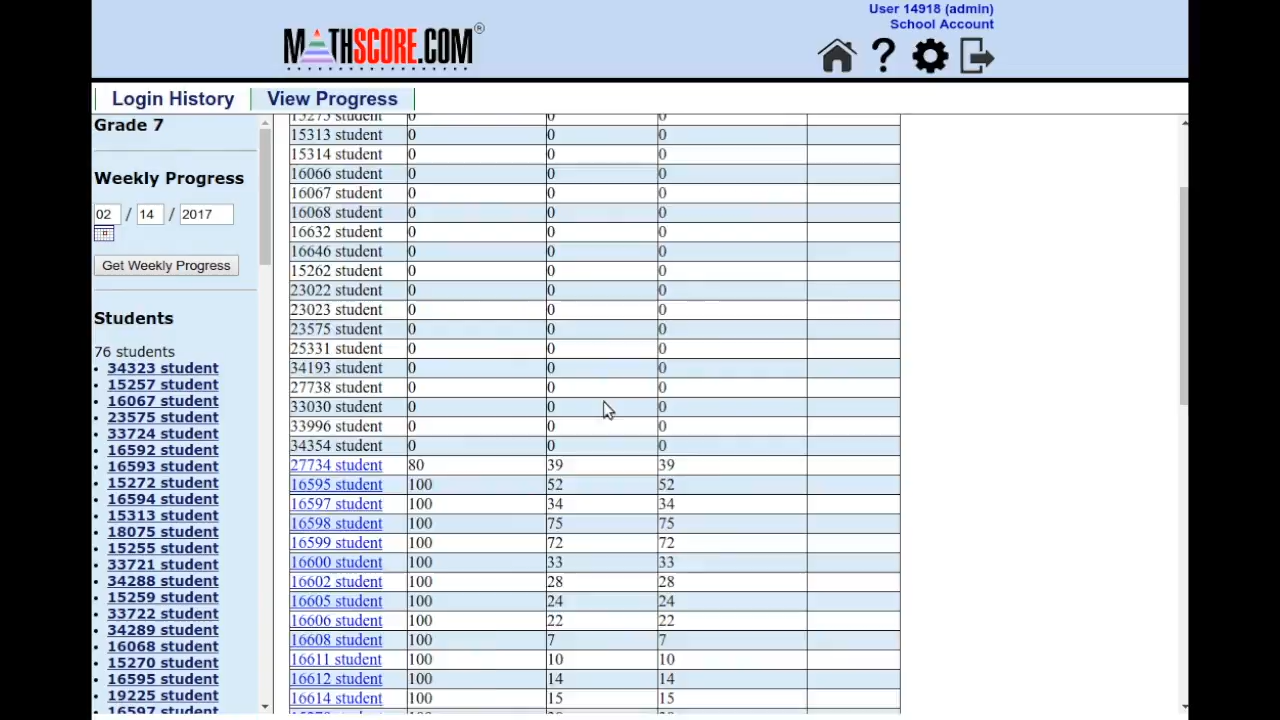 User 14918 (admin)
School Account
MATHSCORE.COM®
Login History View Progress
Grade 7
Weekly Progress
02 / 14 / 2017
Get Weekly Progress
Students
76 students
34323 student
15257 student
16067 student
23575 student
33724 student
16592 student
16593 student
15272 student
16594 student
15313 student
18075 student
15255 student
33721 student
34288 student
15259 student
33722 student
34289 student
16068 student
15270 student
16595 student
19225 student
16597 student
15275 student 0 0 0
15313 student 0 0 0
15314 student 0 0 0
16066 student 0 0 0
16067 student 0 0 0
16068 student 0 0 0
16632 student 0 0 0
16646 student 0 0 0
15262 student 0 0 0
23022 student 0 0 0
23023 student 0 0 0
23575 student 0 0 0
25331 student 0 0 0
34193 student 0 0 0
27738 student 0 0 0
33030 student 0 0 0
33996 student 0 0 0
34354 student 0 0 0
27734 student 80 39 39
16595 student 100 52 52
16597 student 100 34 34
16598 student 100 75 75
16599 student 100 72 72
16600 student 100 33 33
16602 student 100 28 28
16605 student 100 24 24
16606 student 100 22 22
16608 student 100 7 7
16611 student 100 10 10
16612 student 100 14 14
16614 student 100 15 15